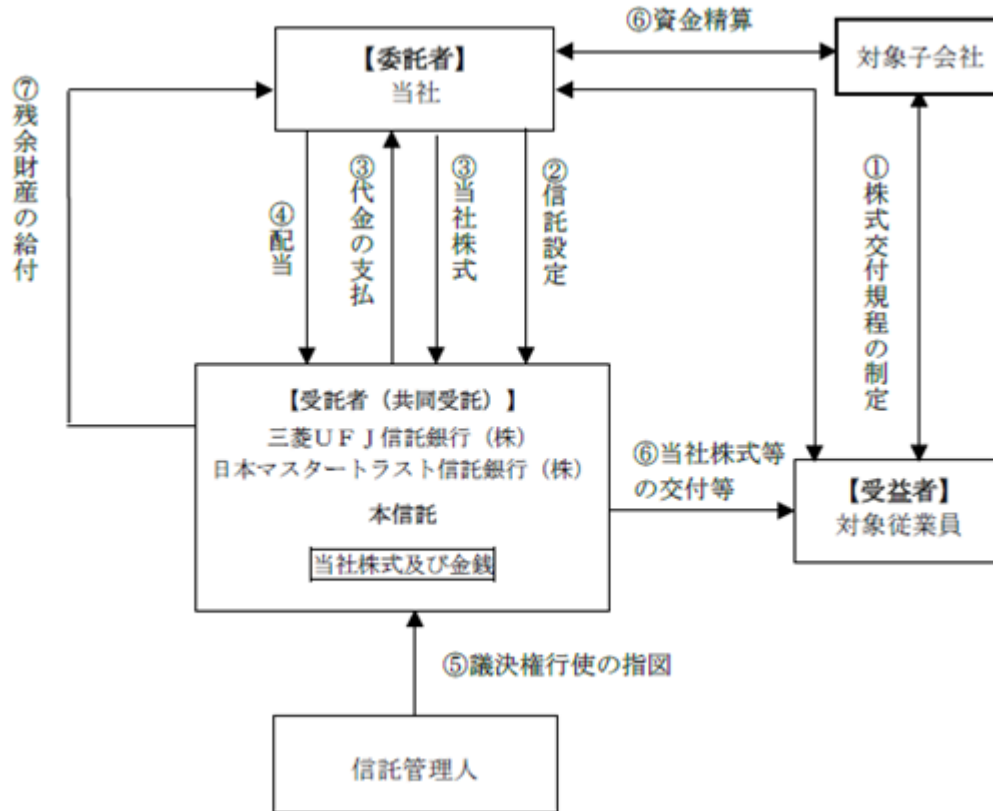 ⑥資金精算
【委託者】
当社
対象子会社
⑦残余財産の給付
④配当
③代金の支払
③当社株式
②信託設定
①株式交付規程の制定
【受託者（共同受託）】
三菱ＵＦＪ信託銀行（株）
日本マスタートラスト信託銀行（株）
本信託
当社株式及び金銭
⑥当社株式等
の交付等
【受益者】
対象従業員
⑤議決権行使の指図
信託管理人